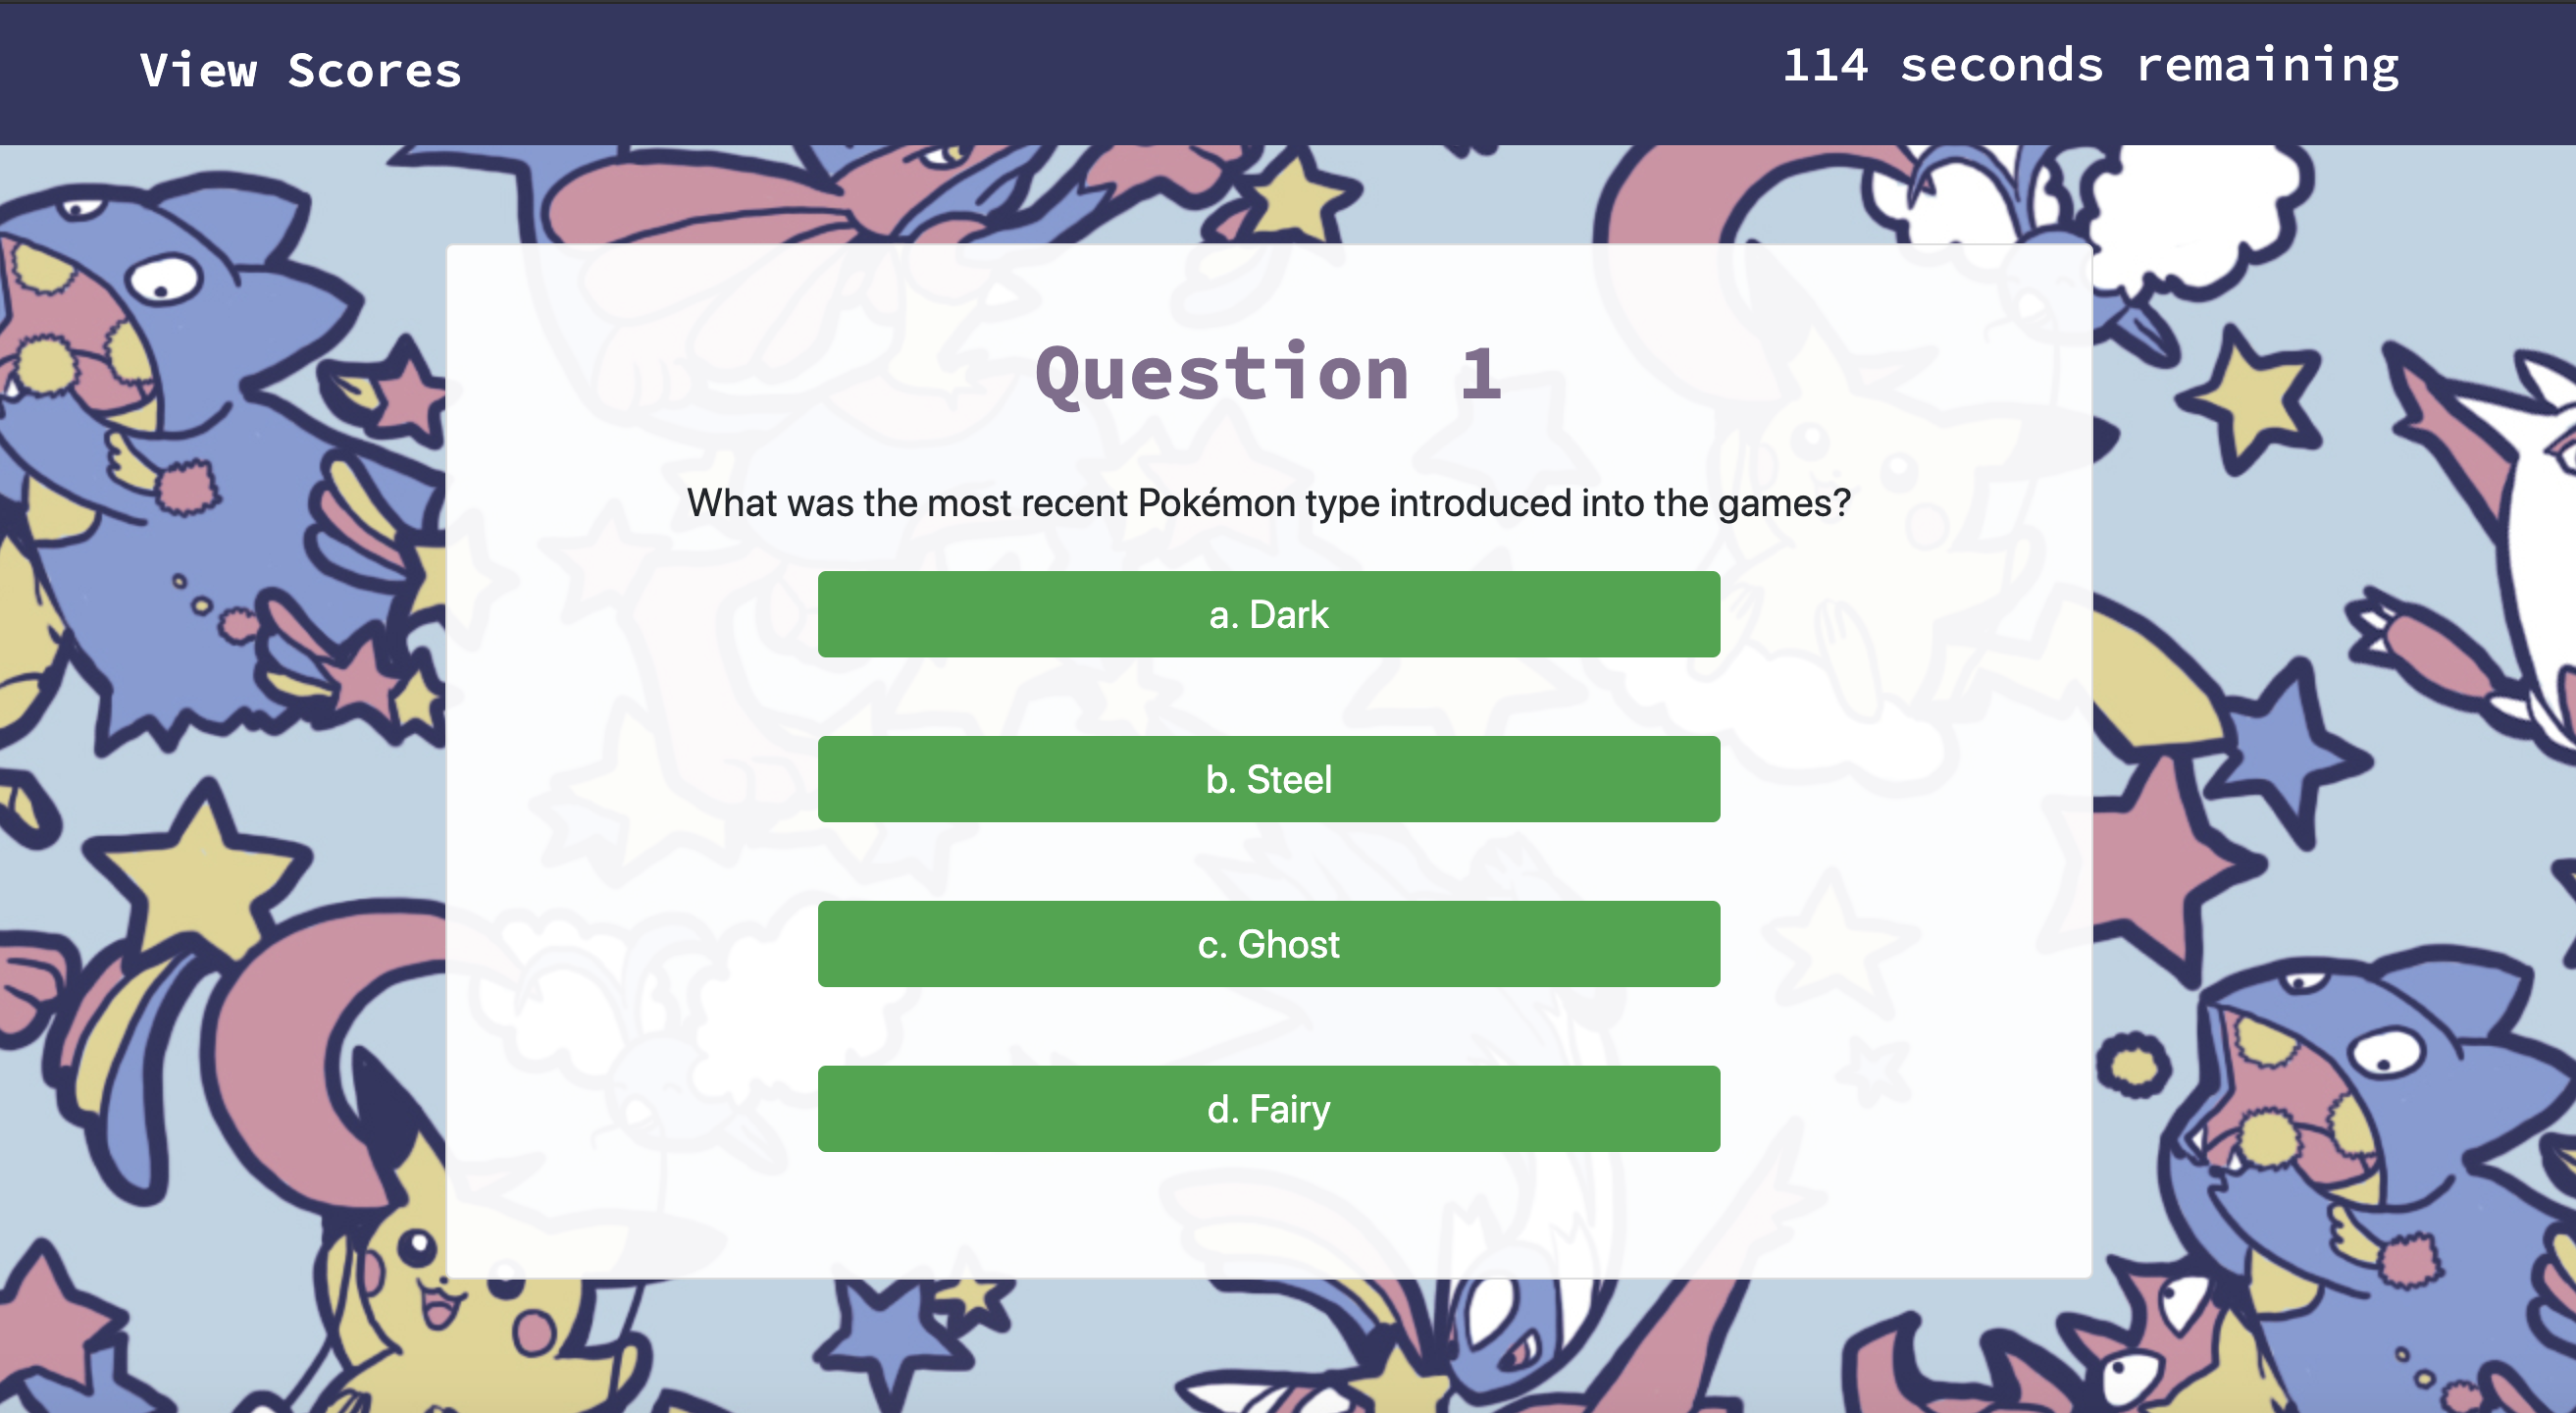 View Scores
114 seconds remaining
Question 1
What was the most recent Pokémon type introduced into the games?
a. Dark
b. Steel
c. Ghost
d. Fairy